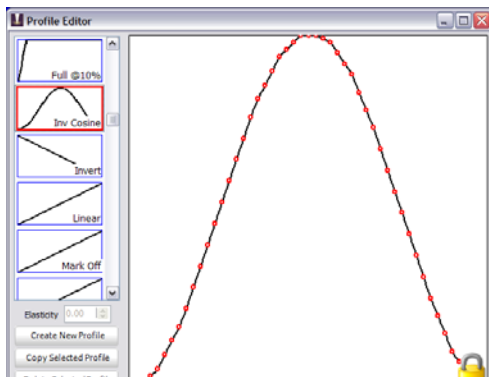 Profile Editor
Full @10%
Inv Cosine
Invert
Linear
Mark Off
Elasticity 0.00
Create New Profile
Copy Selected Profile